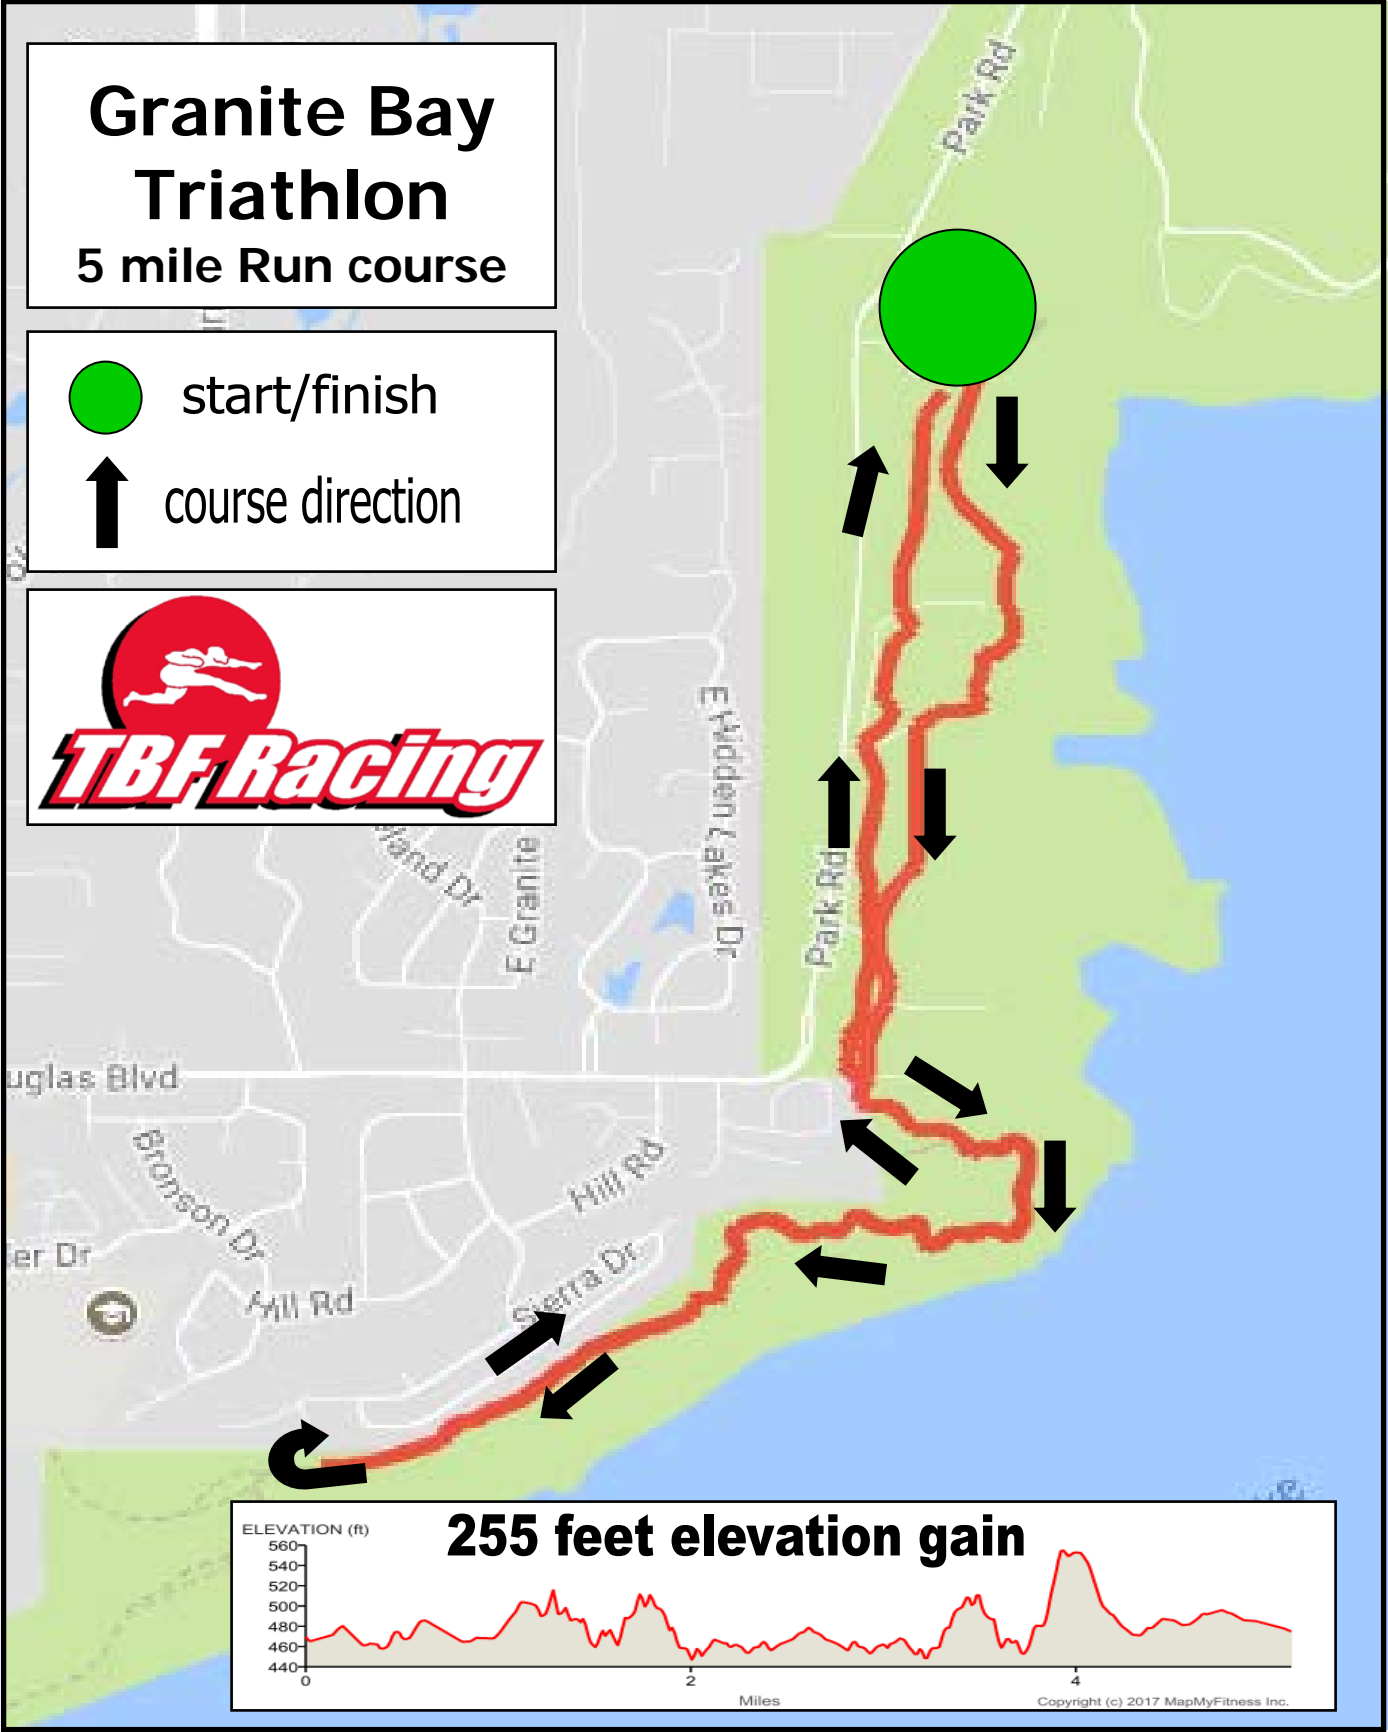 Granite Bay
Triathlon
5 mile Run course
start/finish
course direction
TBF Racing
Park Rd
E Hidden Lakes Dr
land Dr
E Granite
Park Rd
uglas Blvd
Bronson Dr
Hill Rd
er Dr
Sierra Dr
Hill Rd
255 feet elevation gain
ELEVATION (ft)
560
540
520
500
480
460
440
0
2
4
Miles
Copyright (c) 2017 MapMyFitness Inc.